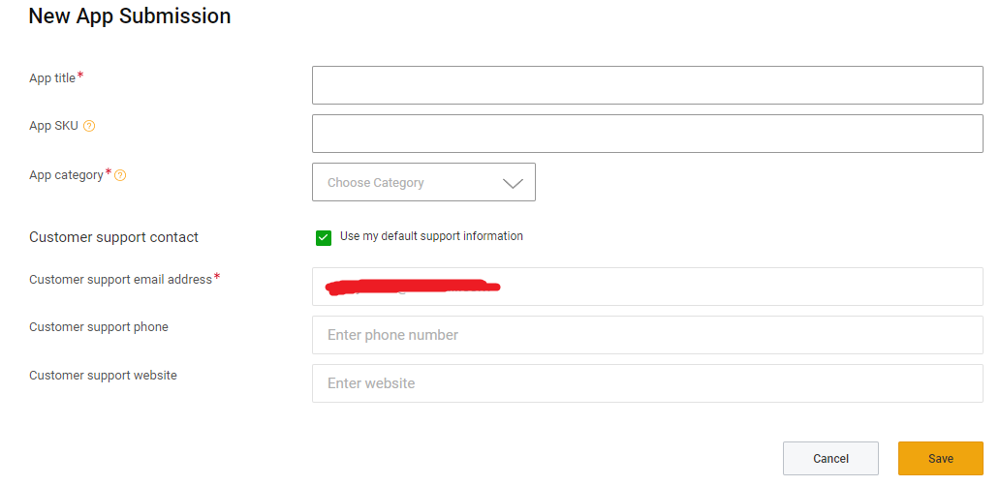 New App Submission
App title*
App SKU ?
App category* ?
Choose Category
Customer support contact
Use my default support information
Customer support email address*
Customer support phone
Enter phone number
Customer support website
Enter website
Cancel
Save